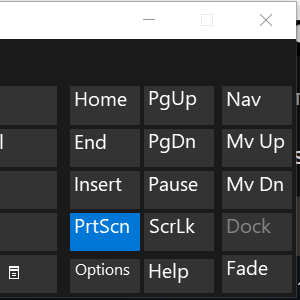 Home PgUp Nav
End PgDn Mv Up
Insert Pause Mv Dn
PrtScn ScrLk Dock
Options Help Fade